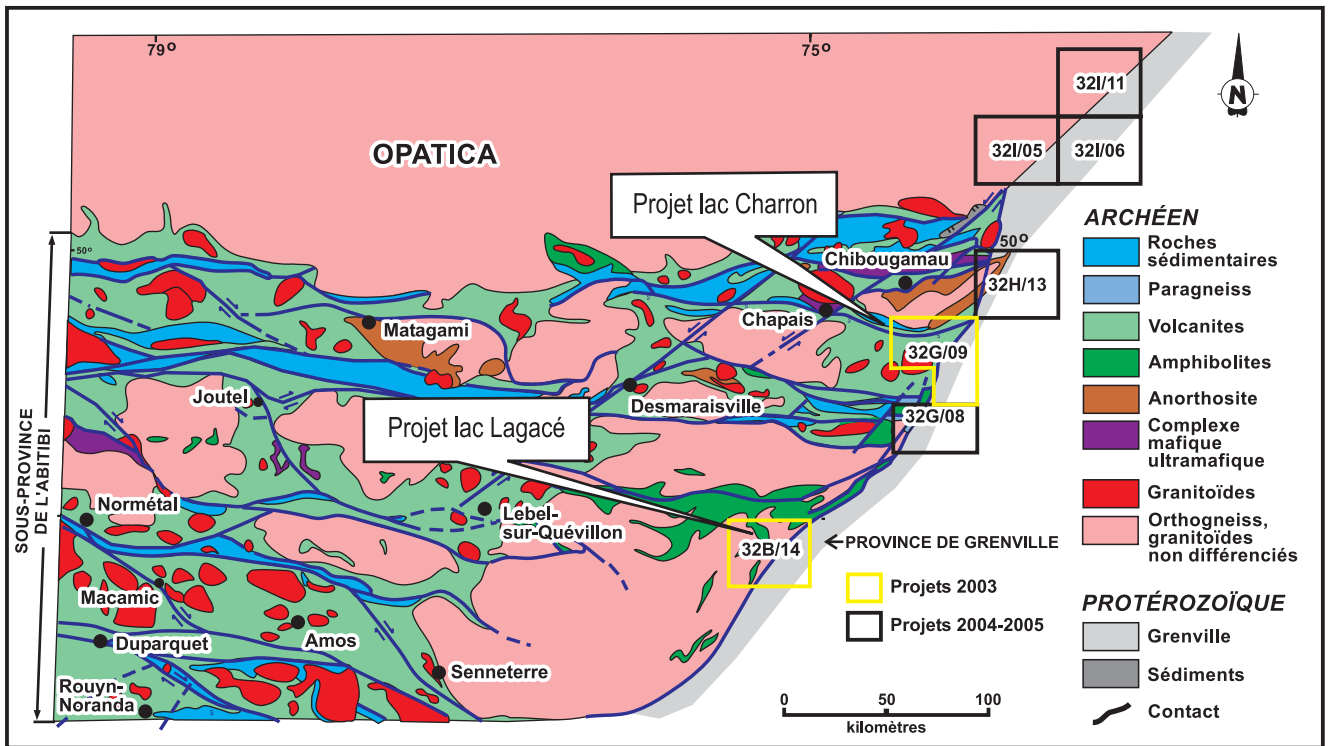 79°
75°
N
32I/11
32I/05
32I/06
OPATICA
Projet lac Charron
50°
50°
Chibougamau
32H/13
Chapais
Matagami
32G/09
Joutel
Desmaraisville
32G/08
Projet lac Lagacé
SOUS-PROVINCE
DE L'ABITIBI
Normétal
Lebel-
sur-Quévillon
32B/14
PROVINCE DE GRENVILLE
Macamic
Duparquet
Amos
Senneterre
Rouyn-
Noranda
Projets 2003
Projets 2004-2005
0
50
100
kilomètres
ARCHÉEN
Roches
sédimentaires
Paragneiss
Volcanites
Amphibolites
Anorthosite
Complexe
mafique
ultramafique
Granitoïdes
Orthogneiss,
granitoïdes
non différenciés
PROTÉROZOÏQUE
Grenville
Sédiments
Contact